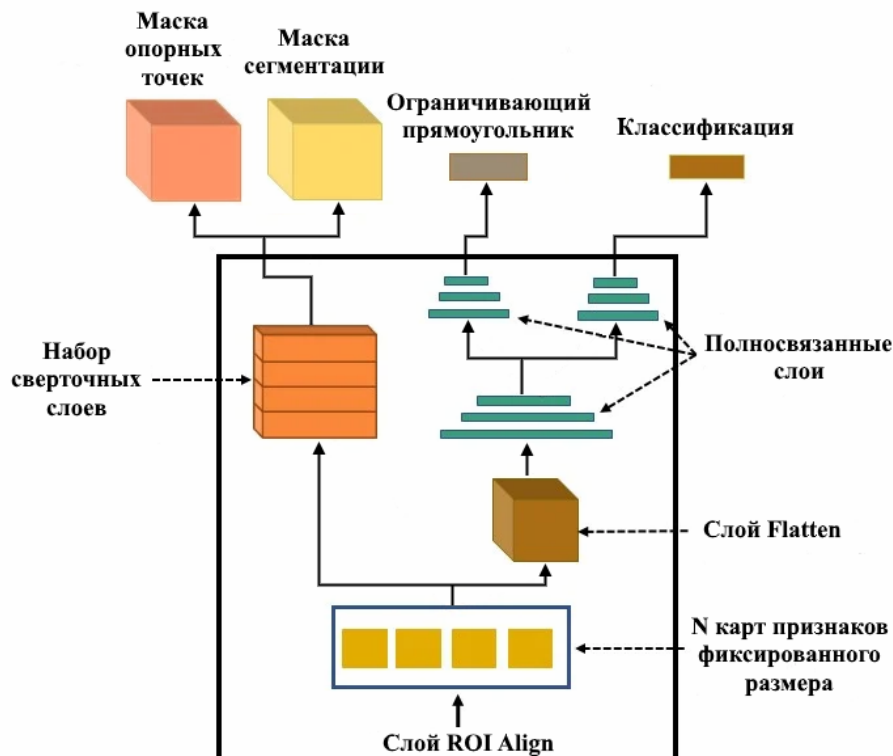 Маска
опорных
точек
Маска
сегментации
Ограничивающий
прямоугольник
Классификация
Набор
сверточных
слоев
Полносвязанные
слои
Слой Flatten
N карт признаков
фиксированного
размера
Слой ROI Align